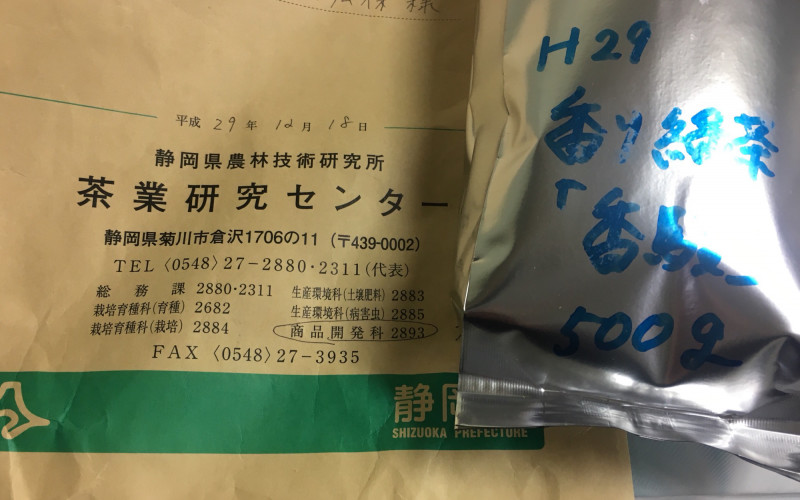 様
平成 29 年 12 月 18 日
静岡県農林技術研究所
茶業研究センター
静岡県菊川市倉沢1706の11 (〒439-0002)
TEL〈0548〉27-2880・2311(代表)
総務課 2880・2311
栽培育種科(育種) 2682
栽培育種科(栽培) 2884
生産環境科(土壌肥料) 2883
生産環境科(病害虫) 2885
商品開発科 2893
FAX〈0548〉27-3935
静岡
SHIZUOKA PREFECTURE
H29
香り緑茶
「香
500g